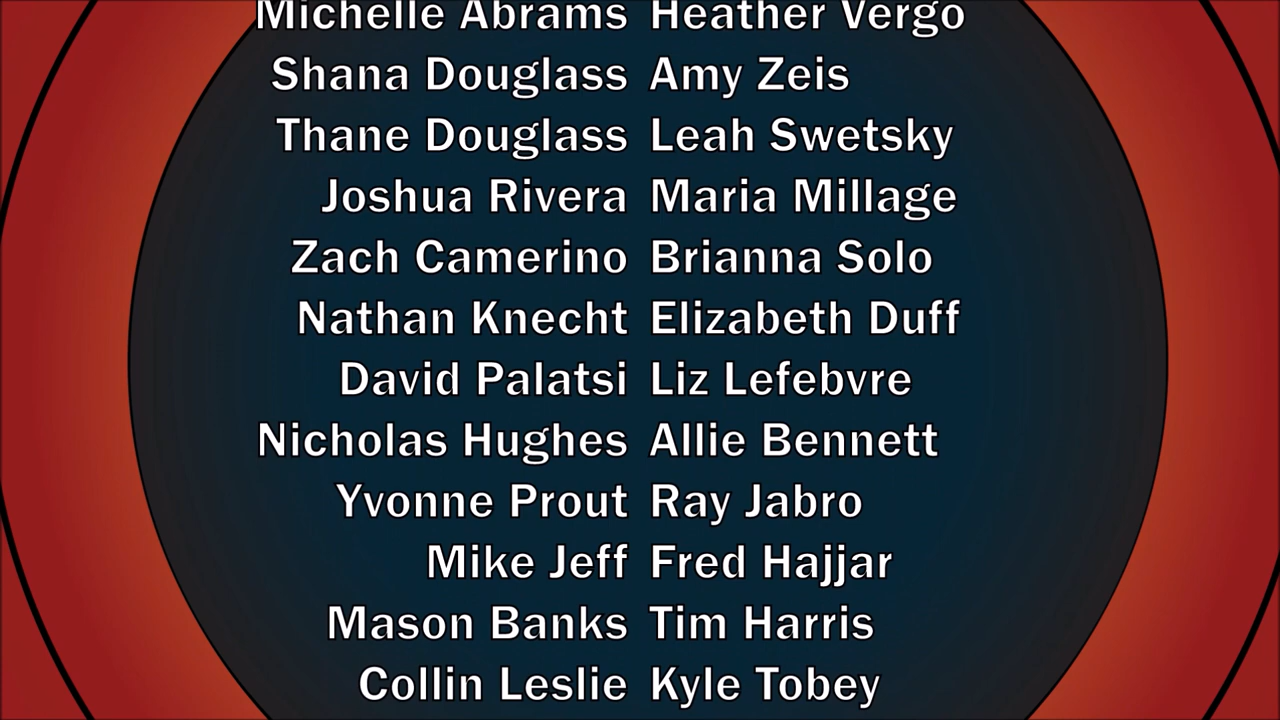 Michelle Abrams Heather Vergo
Shana Douglass Amy Zeis
Thane Douglass Leah Swetsky
Joshua Rivera Maria Millage
Zach Camerino Brianna Solo
Nathan Knecht Elizabeth Duff
David Palatsi Liz Lefebvre
Nicholas Hughes Allie Bennett
Yvonne Prout Ray Jabro
Mike Jeff Fred Hajjar
Mason Banks Tim Harris
Collin Leslie Kyle Tobey